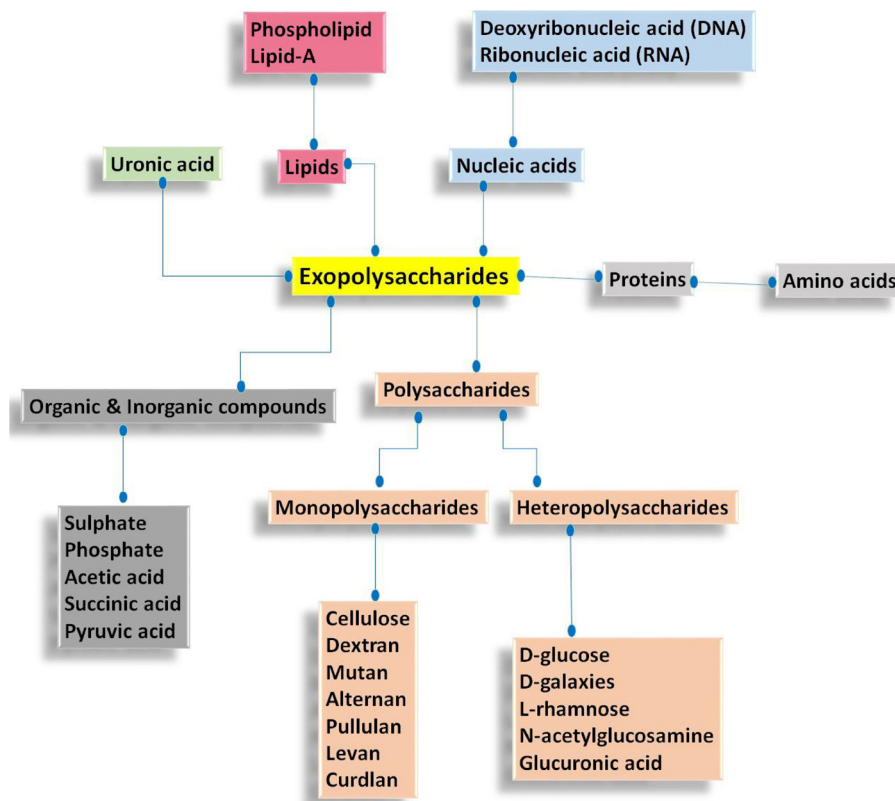 Phospholipid
Lipid-A
Deoxyribonucleic acid (DNA)
Ribonucleic acid (RNA)
Uronic acid
Lipids
Nucleic acids
Exopolysaccharides
Proteins
Amino acids
Organic & Inorganic compounds
Polysaccharides
Monopolysaccharides
Heteropolysaccharides
Sulphate
Phosphate
Acetic acid
Succinic acid
Pyruvic acid
Cellulose
Dextran
Mutan
Alternan
Pullulan
Levan
Curdlan
D-glucose
D-galaxies
L-rhamnose
N-acetylglucosamine
Glucuronic acid